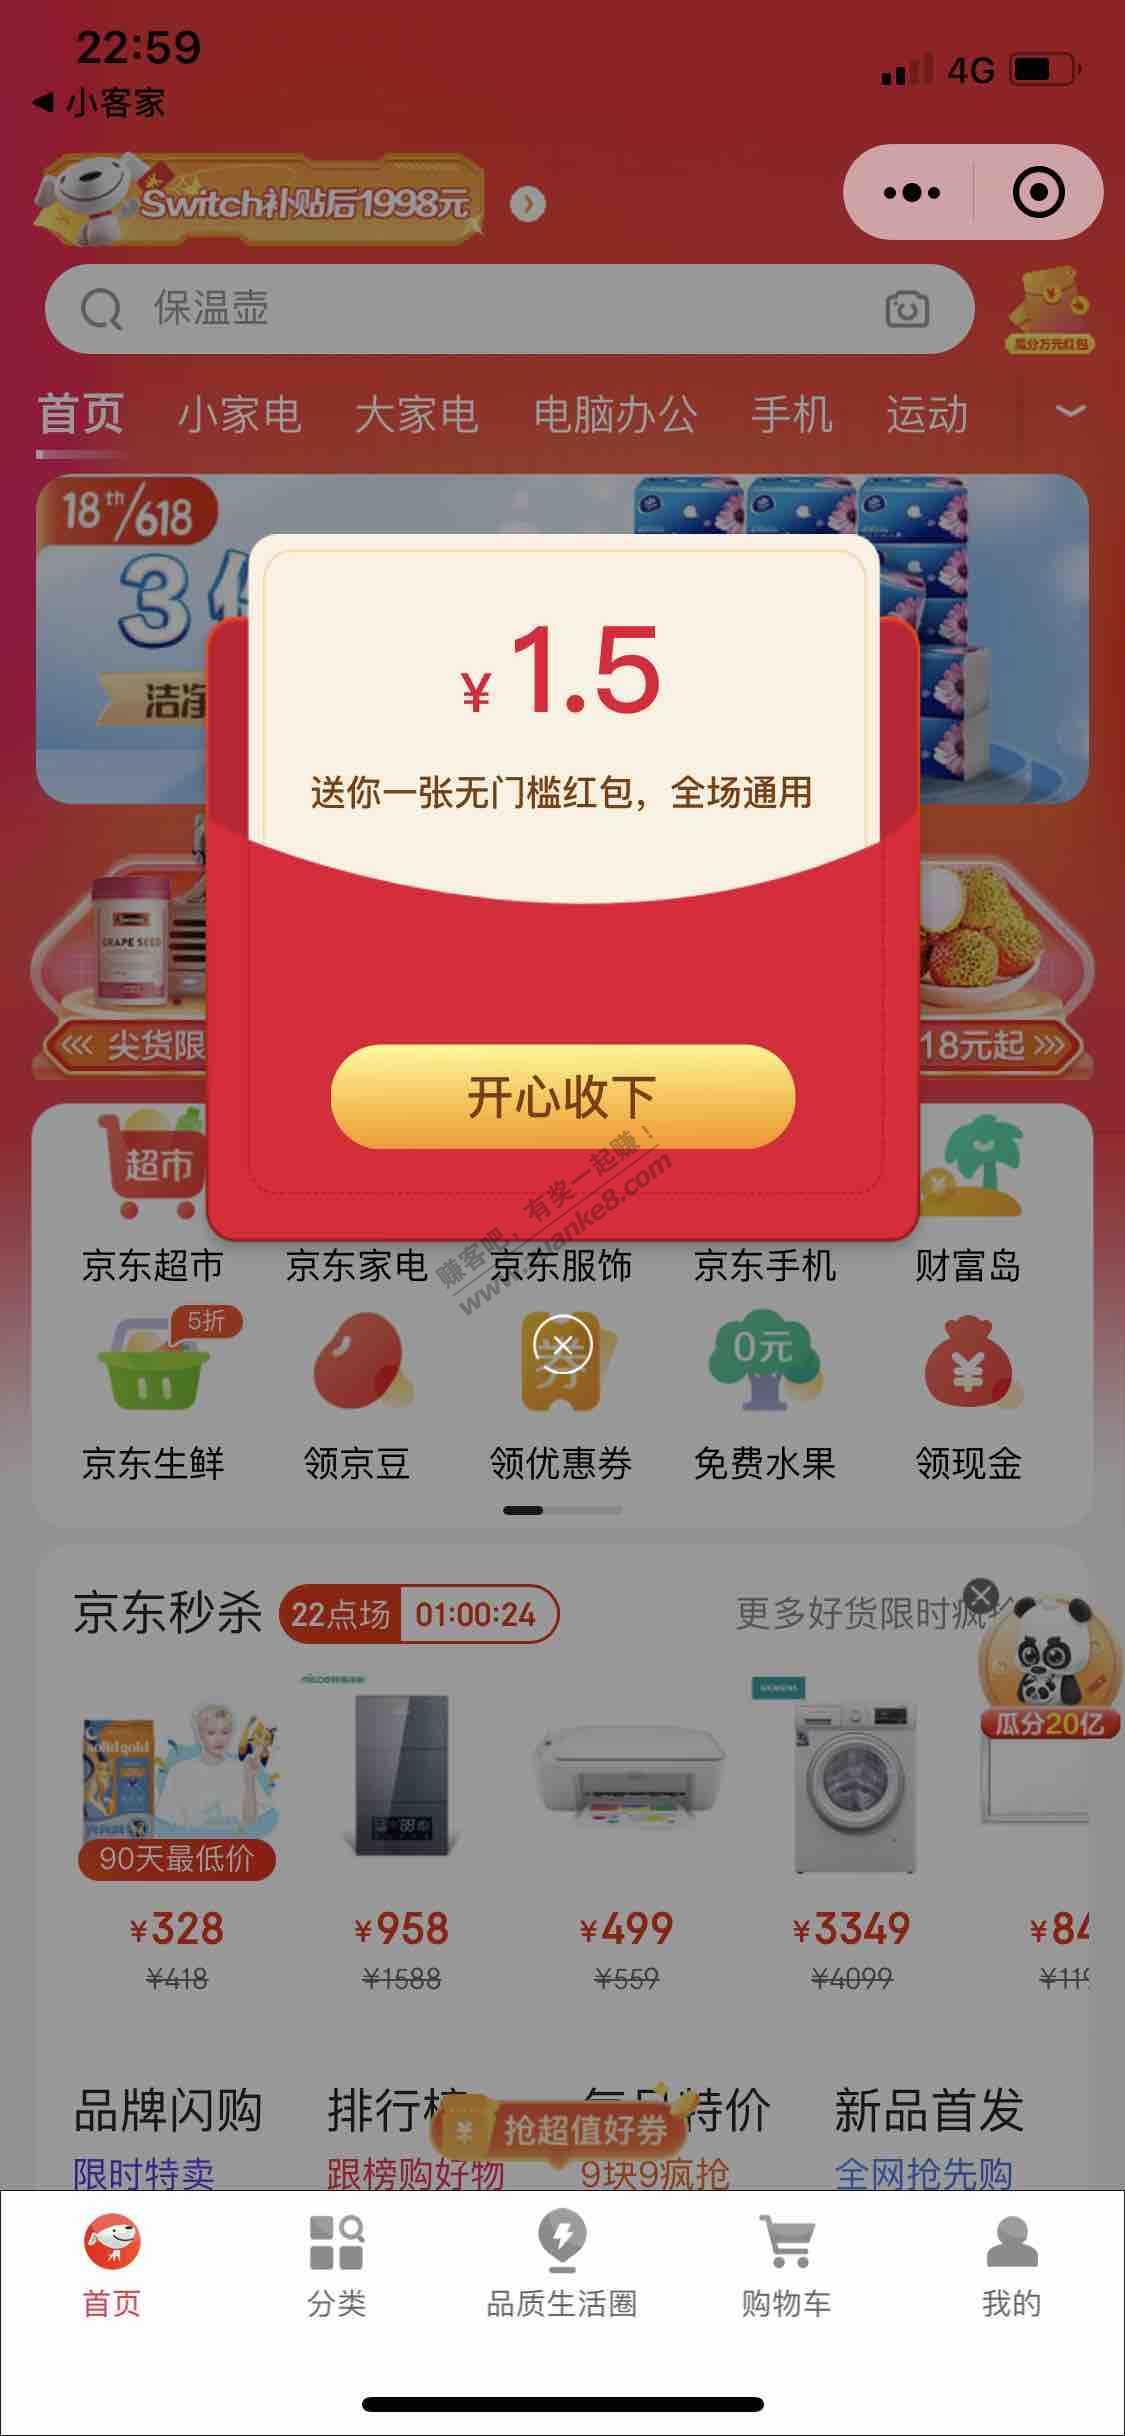 22:59
4G
小客家
Switch补贴后1998元
保温壶
瓜分万元红包
首页 小家电 大家电 电脑办公 手机 运动
18th/618
3
洁净
¥1.5
送你一张无门槛红包，全场通用
GRAPE SEED
尖货限
18元起
开心收下
超市
京东超市 京东家电 京东服饰 京东手机 财富岛
赚客吧，有奖一起赚！
www.zuanke8.com
5折
券
0元
¥
京东生鲜 领京豆 领优惠券 免费水果 领现金
京东秒杀 22点场 01:00:24 更多好货限时疯
瓜分20亿
solid gold
SIEMENS
90天最低价
¥328 ¥958 ¥499 ¥3349 ¥84
¥418 ¥1588 ¥559 ¥4099 ¥119
品牌闪购 排行榜 每日特价 新品首发
抢超值好券
限时特卖 跟榜购好物 9块9疯抢 全网抢先购
首页 分类 品质生活圈 购物车 我的